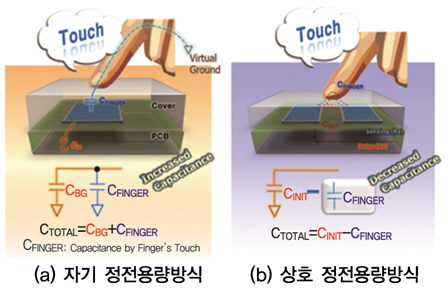 Touch
Virtual
Ground
CFINGER
Cover
PCB
Increased
Capacitance
CBG
CFINGER
CTOTAL=CBG+CFINGER
CFINGER: Capacitance by Finger's Touch
(a) 자기 정전용량방식
Touch
CFINGER
Decreased
Capacitance
CINIT
CFINGER
CTOTAL=CINIT−CFINGER
(b) 상호 정전용량방식